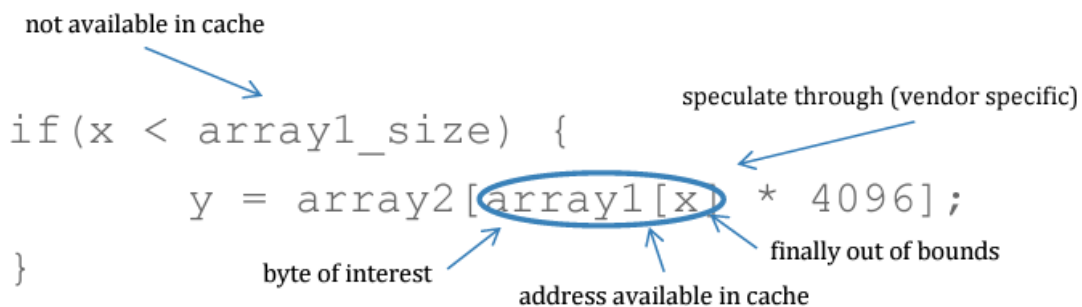 not available in cache
speculate through (vendor specific)
if(x < array1_size) {
y = array2[array1[x] * 4096];
finally out of bounds
}
byte of interest
address available in cache